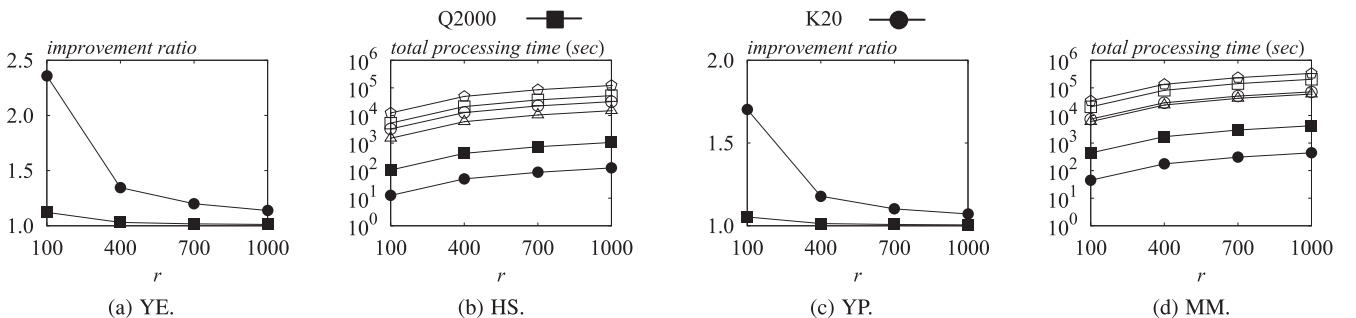 Q2000 K20
improvement ratio
2.5
2.0
1.5
1.0
100 400 700 1000
r
(a) YE.
total processing time (sec)
10^6
10^5
10^4
10^3
10^2
10^1
10^0
100 400 700 1000
r
(b) HS.
improvement ratio
2.0
1.5
1.0
100 400 700 1000
r
(c) YP.
total processing time (sec)
10^6
10^5
10^4
10^3
10^2
10^1
10^0
100 400 700 1000
r
(d) MM.